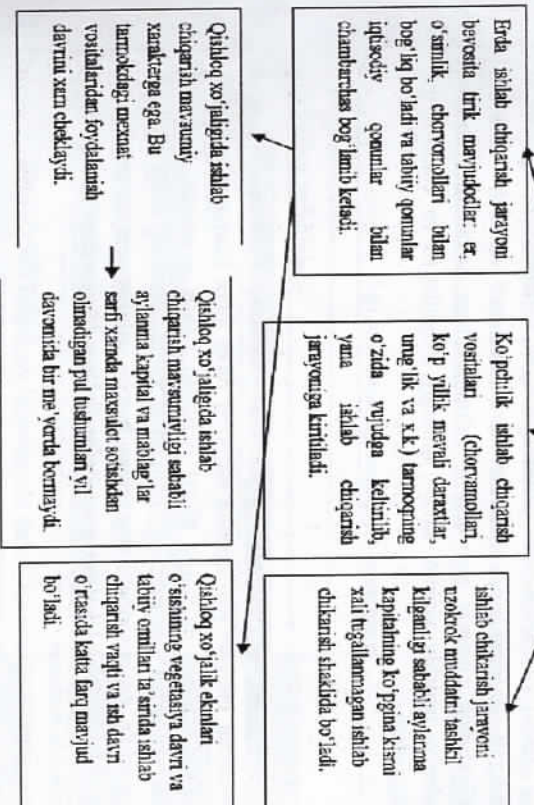 Erda ishlab chiqarish jarayoni
bevosita tirik mavjudodlar: er,
o'simlik, chorvomollari bilan
bog'liq bo'ladi va tabiiy qonunlar
iqtisodiy qonunlar bilan
chambarchas bog'lanib ketadi.
Ko'pchilik ishlab chiqarish
vositalari (chorvamollari,
ko'p yillik mevali daraxtlar,
urug'lik va x.k.) tarmoqning
o'zida vujudga keltirilib,
yana ishlab chiqarish
jarayoniga kiritiladi.
ishlab chikarish jarayoni
uzokrok muddatni tashkil
kilganligi sababli aylanma
kapitalning ko'pgina kismi
xali tugallanmagan ishlab
chikarish shaklida bo'ladi.
Qishloq xo'jaligida ishlab
chiqarish mavsumiy
xarakterga ega. Bu
tarmokdagi mexnat
vositalaridan foydalanish
davrini xam cheklaydi.
Qishloq xo'jaligida ishlab
chiqarish mavsumiyligi sababli
aylanma kapital va mablag'lar
sarfi xamda maxsulot sotishdan
olinadigan pul tushumlari yil
davomida bir me'yorda bormaydi.
Qishloq xo'jalik ekinlari
o'sishining vegetasiya davri va
tabiiy omillari ta'sirida ishlab
chiqarish vaqti va ish davri
o'rtasida katta farq mavjud
bo'ladi.